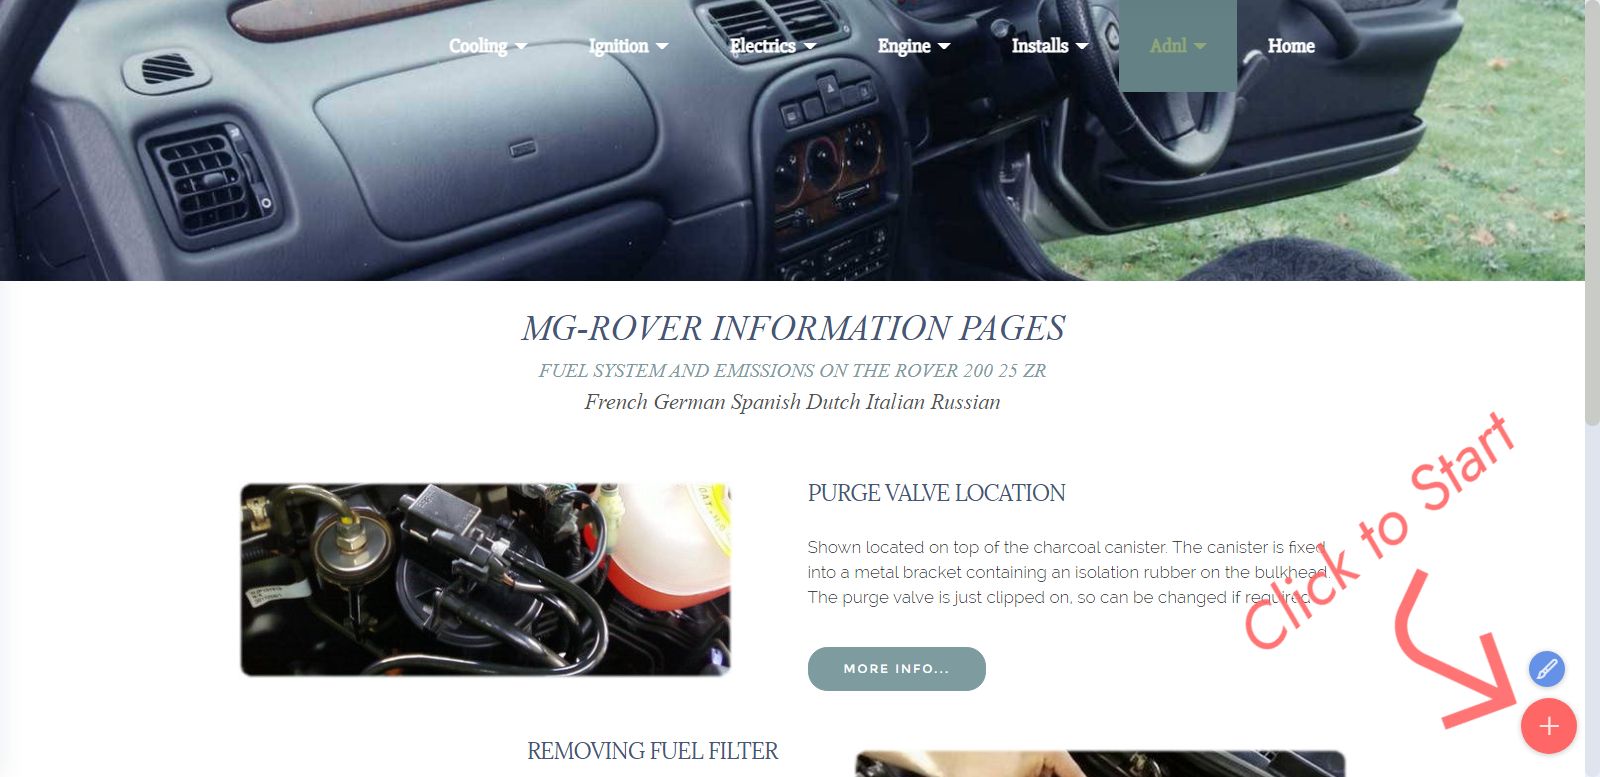 Cooling Ignition Electrics Engine Installs Adnl Home
MG-ROVER INFORMATION PAGES
FUEL SYSTEM AND EMISSIONS ON THE ROVER 200 25 ZR
French German Spanish Dutch Italian Russian
PURGE VALVE LOCATION
Shown located on top of the charcoal canister. The canister is fixed
into a metal bracket containing an isolation rubber on the bulkhead.
The purge valve is just clipped on, so can be changed if required.
MORE INFO...
Click to Start
REMOVING FUEL FILTER